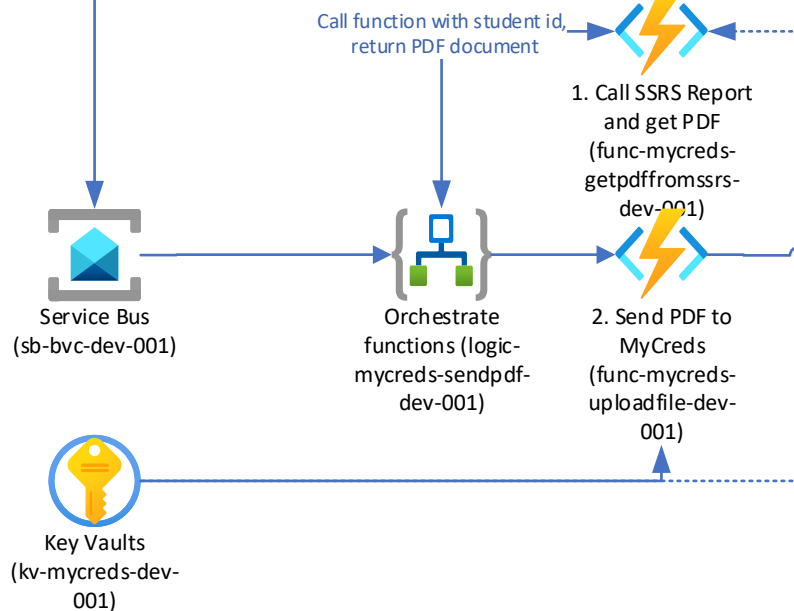 Call function with student id,
return PDF document
1. Call SSRS Report
and get PDF
(func-mycreds-
getpdffromssrs-
dev-001)
Service Bus
(sb-bvc-dev-001)
Orchestrate
functions (logic-
mycreds-sendpdf-
dev-001)
2. Send PDF to
MyCreds
(func-mycreds-
uploadfile-dev-
001)
Key Vaults
(kv-mycreds-dev-
001)